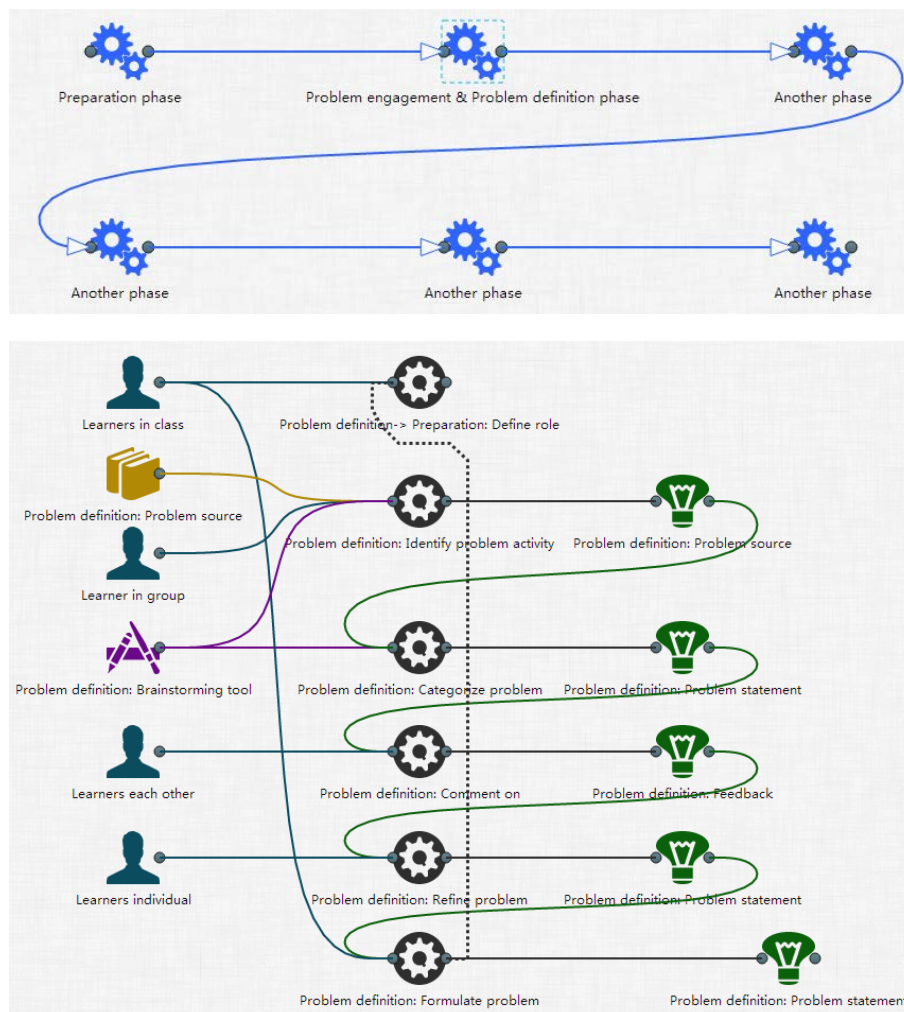 Preparation phase
Problem engagement & Problem definition phase
Another phase
Another phase
Another phase
Another phase
Learners in class
Problem definition-> Preparation: Define role
Problem definition: Problem source
Problem definition: Identify problem activity
Problem definition: Problem source
Learner in group
Problem definition: Brainstorming tool
Problem definition: Categorize problem
Problem definition: Problem statement
Learners each other
Problem definition: Comment on
Problem definition: Feedback
Learners individual
Problem definition: Refine problem
Problem definition: Problem statement
Problem definition: Formulate problem
Problem definition: Problem statement